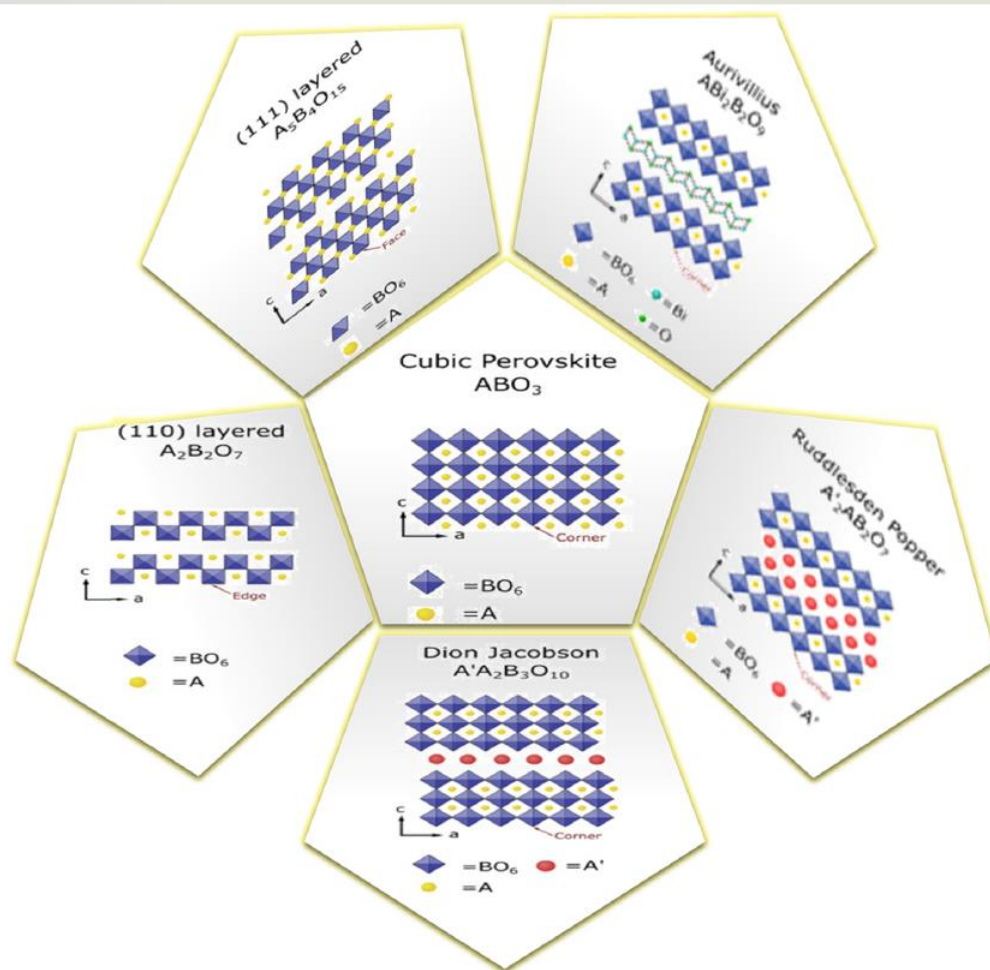 (111) layered
A₅B₄O₁₅
Face
c
a
=BO₆
=A
Aurivillius
ABi₂B₂O₉
c
a
Corner
=BO₆
=A
=Bi
=O
Cubic Perovskite
ABO₃
c
a
Corner
=BO₆
=A
(110) layered
A₂B₂O₇
c
a
Edge
=BO₆
=A
Ruddlesden Popper
A'₂AB₂O₇
c
a
Corner
=BO₆
=A
=A'
Dion Jacobson
A'A₂B₃O₁₀
c
a
Corner
=BO₆ =A'
=A